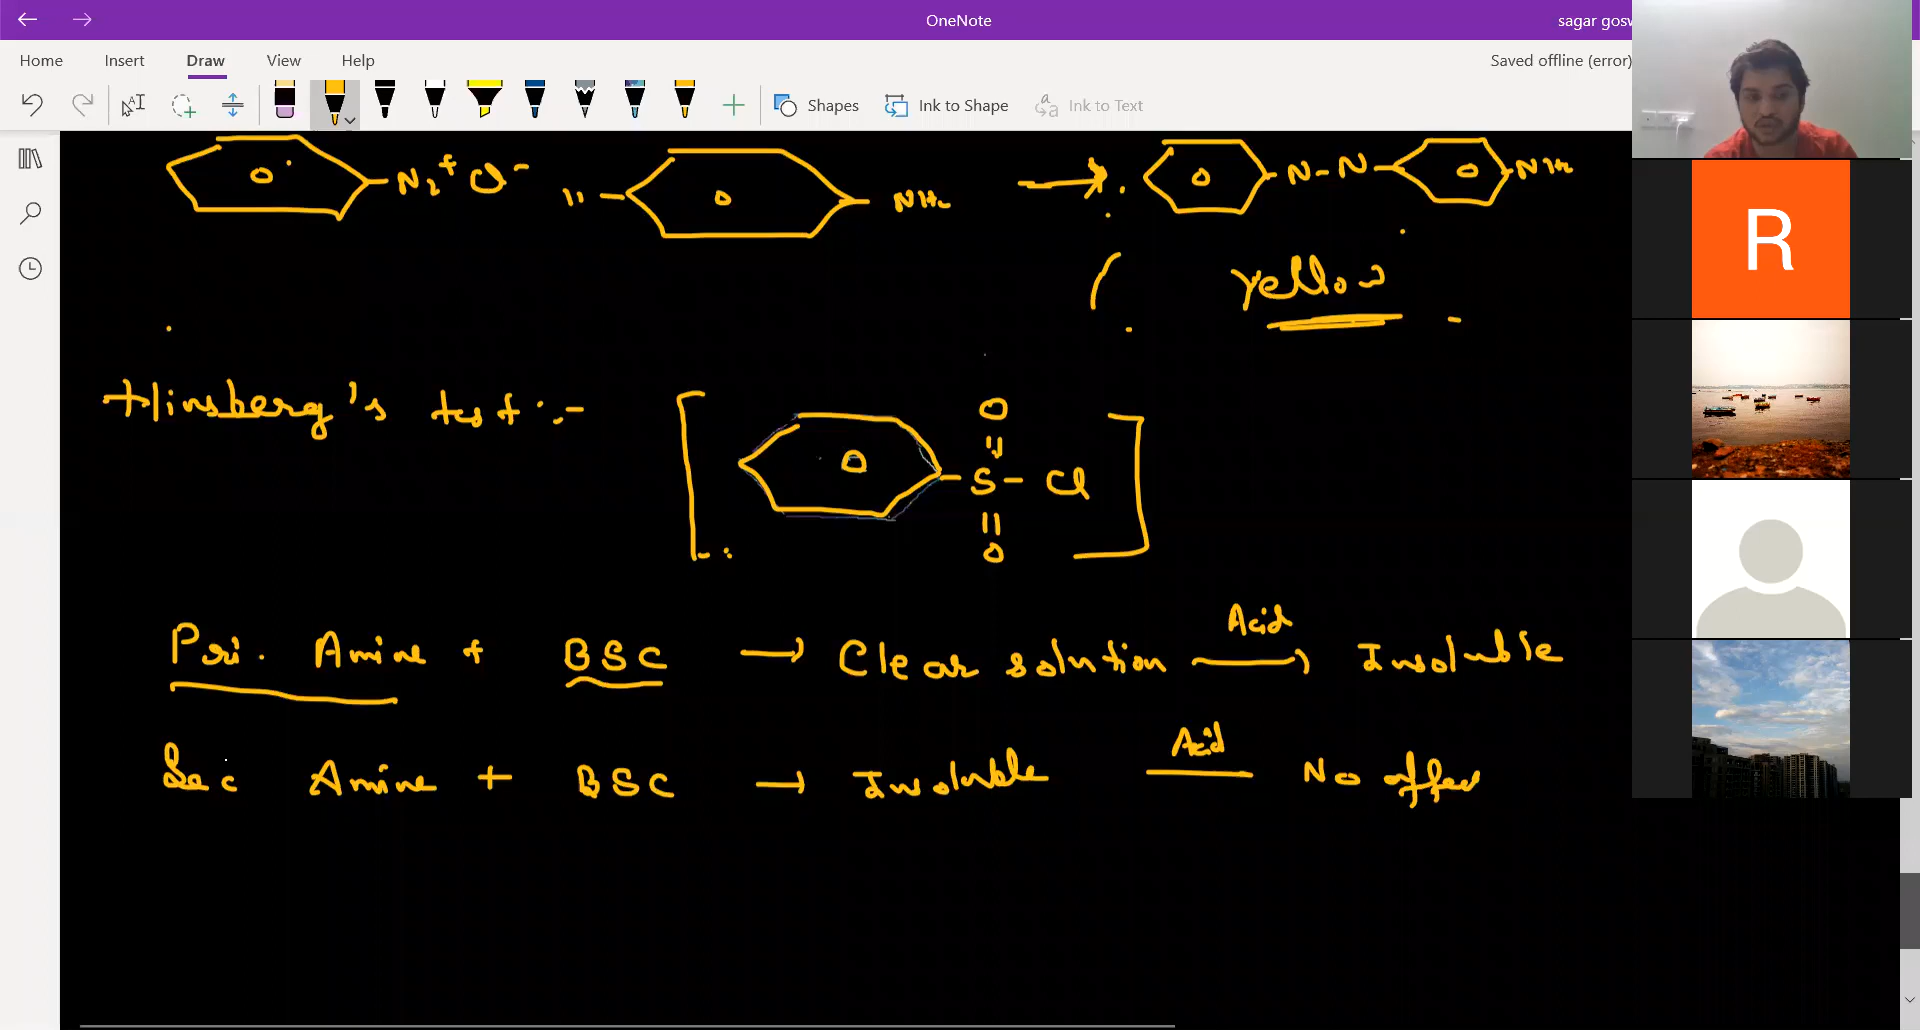 OneNote
sagar gosw
Home Insert Draw View Help
Saved offline (error)
Shapes Ink to Shape Ink to Text
N₂⁺ Cl⁻ H NH₂ → N-N NH₂
R
( yellow
Hinsberg's test :-
O
S - Cl
O
Pri. Amine + BSC → Clear solution Acid → Insoluble
Sec Amine + BSC → Insoluble Acid No effec